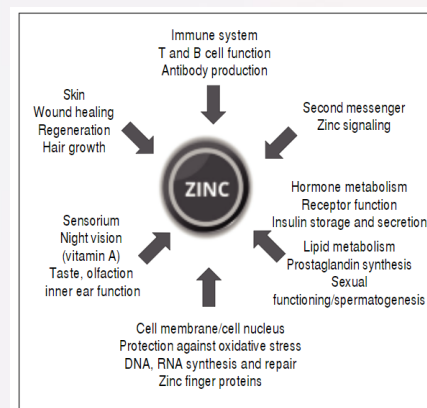 Immune system
T and B cell function
Antibody production
Skin
Wound healing
Regeneration
Hair growth
Second messenger
Zinc signaling
ZINC
Hormone metabolism
Receptor function
Insulin storage and secretion
Sensorium
Night vision
(vitamin A)
Taste, olfaction
inner ear function
Lipid metabolism
Prostaglandin synthesis
Sexual
functioning/spermatogenesis
Cell membrane/cell nucleus
Protection against oxidative stress
DNA, RNA synthesis and repair
Zinc finger proteins